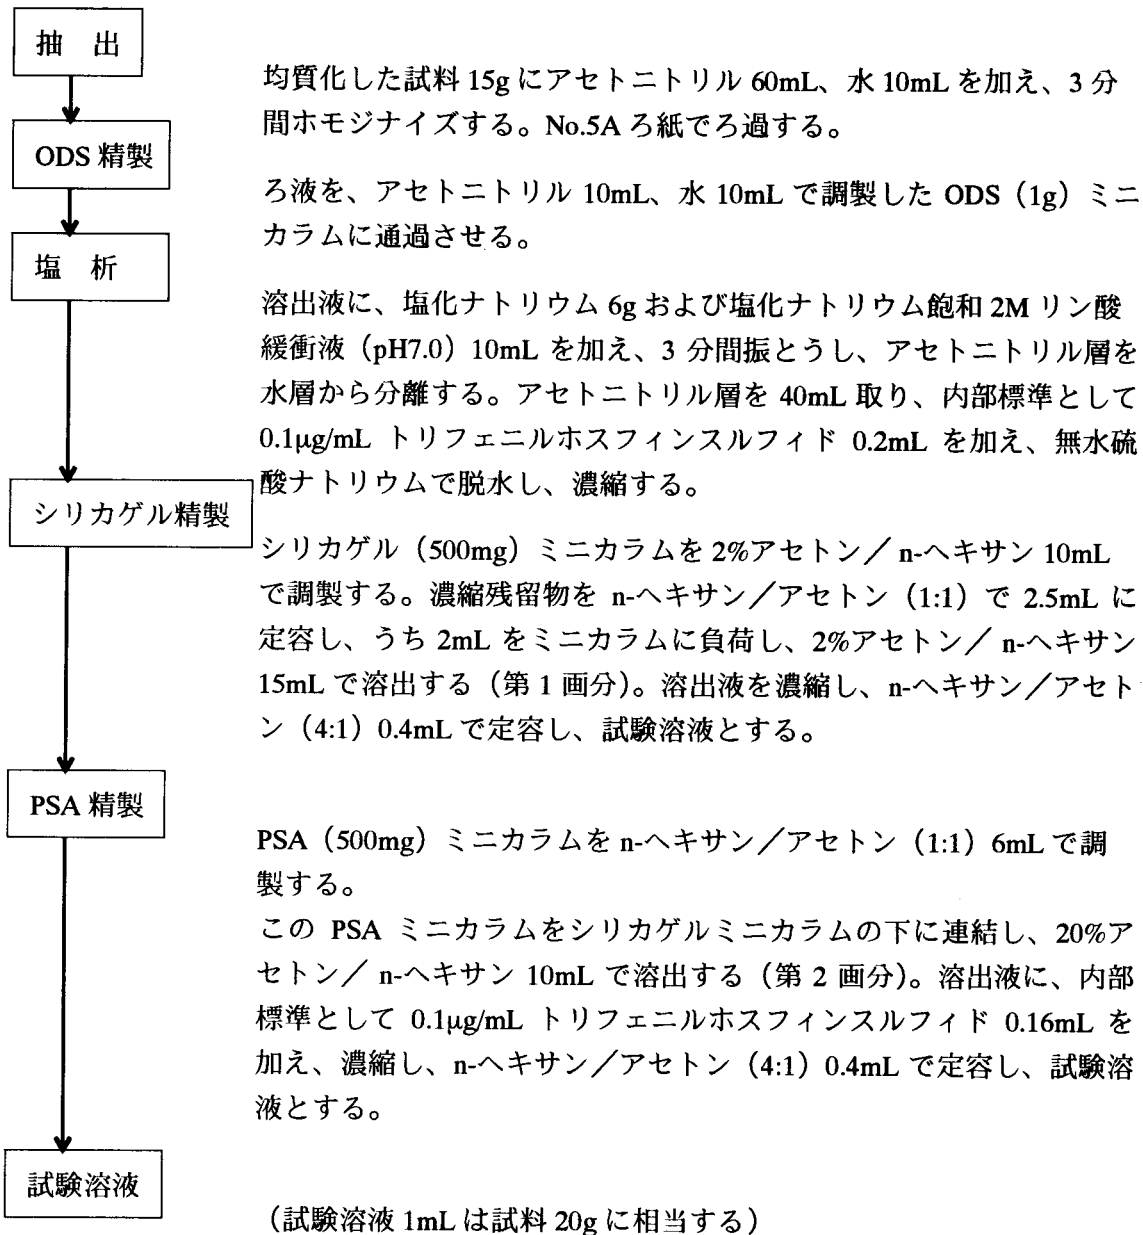 抽　出
均質化した試料 15g にアセトニトリル 60mL、水 10mL を加え、3 分
間ホモジナイズする。No.5A ろ紙でろ過する。
ODS 精製
ろ液を、アセトニトリル 10mL、水 10mL で調製した ODS（1g）ミニ
カラムに通過させる。
塩　析
溶出液に、塩化ナトリウム 6g および塩化ナトリウム飽和 2M リン酸
緩衝液（pH7.0）10mL を加え、3 分間振とうし、アセトニトリル層を
水層から分離する。アセトニトリル層を 40mL 取り、内部標準として
0.1μg/mL トリフェニルホスフィンスルフィド 0.2mL を加え、無水硫
酸ナトリウムで脱水し、濃縮する。
シリカゲル精製
シリカゲル（500mg）ミニカラムを 2%アセトン／ n-ヘキサン 10mL
で調製する。濃縮残留物を n-ヘキサン／アセトン（1:1）で 2.5mL に
定容し、うち 2mL をミニカラムに負荷し、2%アセトン／ n-ヘキサン
15mL で溶出する（第 1 画分）。溶出液を濃縮し、n-ヘキサン／アセト
ン（4:1）0.4mL で定容し、試験溶液とする。
PSA 精製
PSA（500mg）ミニカラムを n-ヘキサン／アセトン（1:1）6mL で調
製する。
この PSA ミニカラムをシリカゲルミニカラムの下に連結し、20%ア
セトン／ n-ヘキサン 10mL で溶出する（第 2 画分）。溶出液に、内部
標準として 0.1μg/mL トリフェニルホスフィンスルフィド 0.16mL を
加え、濃縮し、n-ヘキサン／アセトン（4:1）0.4mL で定容し、試験溶
液とする。
試験溶液
（試験溶液 1mL は試料 20g に相当する）